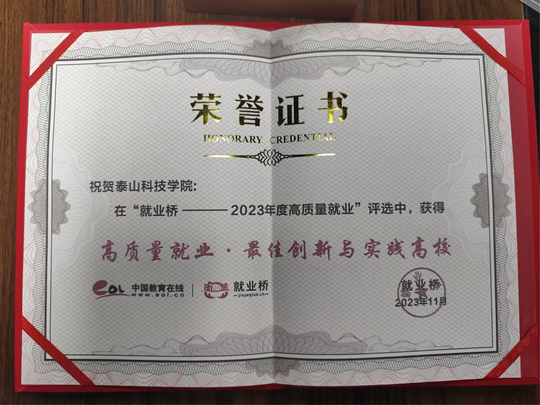 荣誉证书
HONORARY CREDENTIAL
祝贺泰山科技学院：
在“就业桥———2023年度高质量就业”评选中，获得
高质量就业·最佳创新与实践高校
eol 中国教育在线 就业桥
www.eol.cn —jiuyeqiao.cn—
就业桥
2023年11月